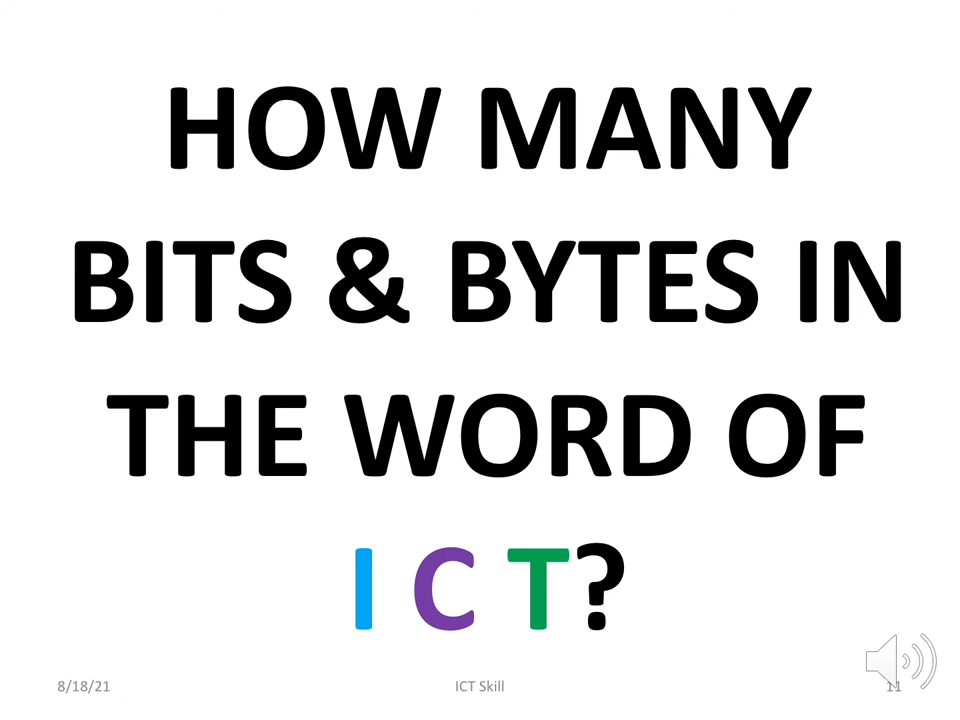 HOW MANY
BITS & BYTES IN
THE WORD OF
I C T?
8/18/21
ICT Skill
11